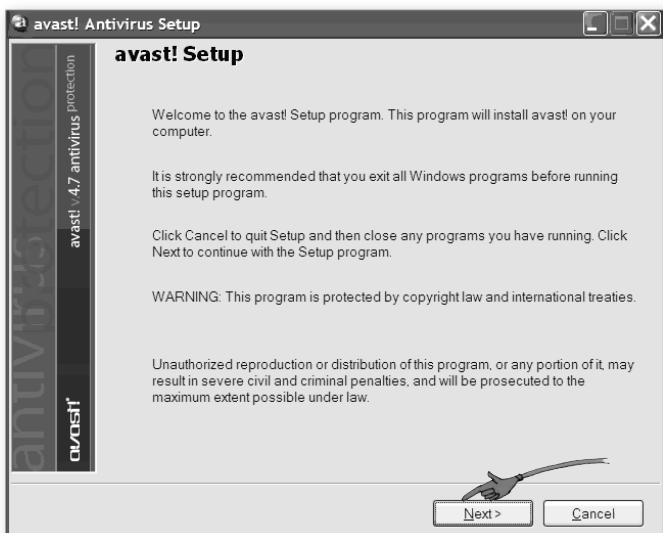 avast! Antivirus Setup
avast! Setup
Welcome to the avast! Setup program. This program will install avast! on your
computer.
It is strongly recommended that you exit all Windows programs before running
this setup program.
Click Cancel to quit Setup and then close any programs you have running. Click
Next to continue with the Setup program.
WARNING: This program is protected by copyright law and international treaties.
Unauthorized reproduction or distribution of this program, or any portion of it, may
result in severe civil and criminal penalties, and will be prosecuted to the
maximum extent possible under law.
antivirus protection
avast! v.4.7 antivirus protection
avast!
Next >
Cancel